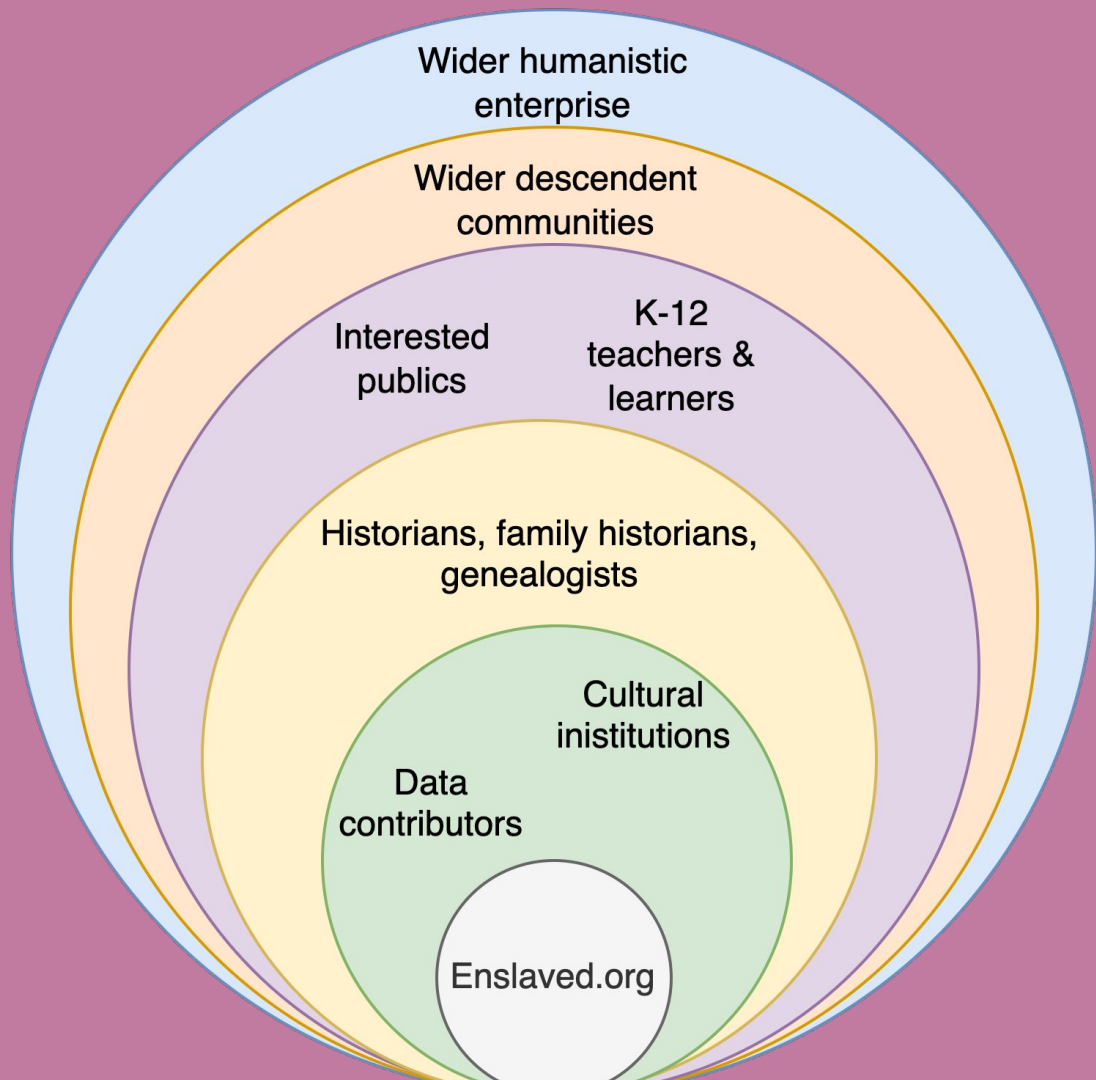 Wider humanistic
enterprise
Wider descendent
communities
Interested
publics
K-12
teachers &
learners
Historians, family historians,
genealogists
Cultural
inistitutions
Data
contributors
Enslaved.org